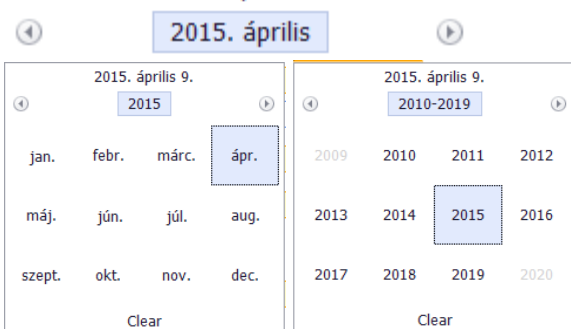 2015. április
2015. április 9.
2015
jan. febr. márc. ápr.
máj. jún. júl. aug.
szept. okt. nov. dec.
Clear
2015. április 9.
2010-2019
2009 2010 2011 2012
2013 2014 2015 2016
2017 2018 2019 2020
Clear